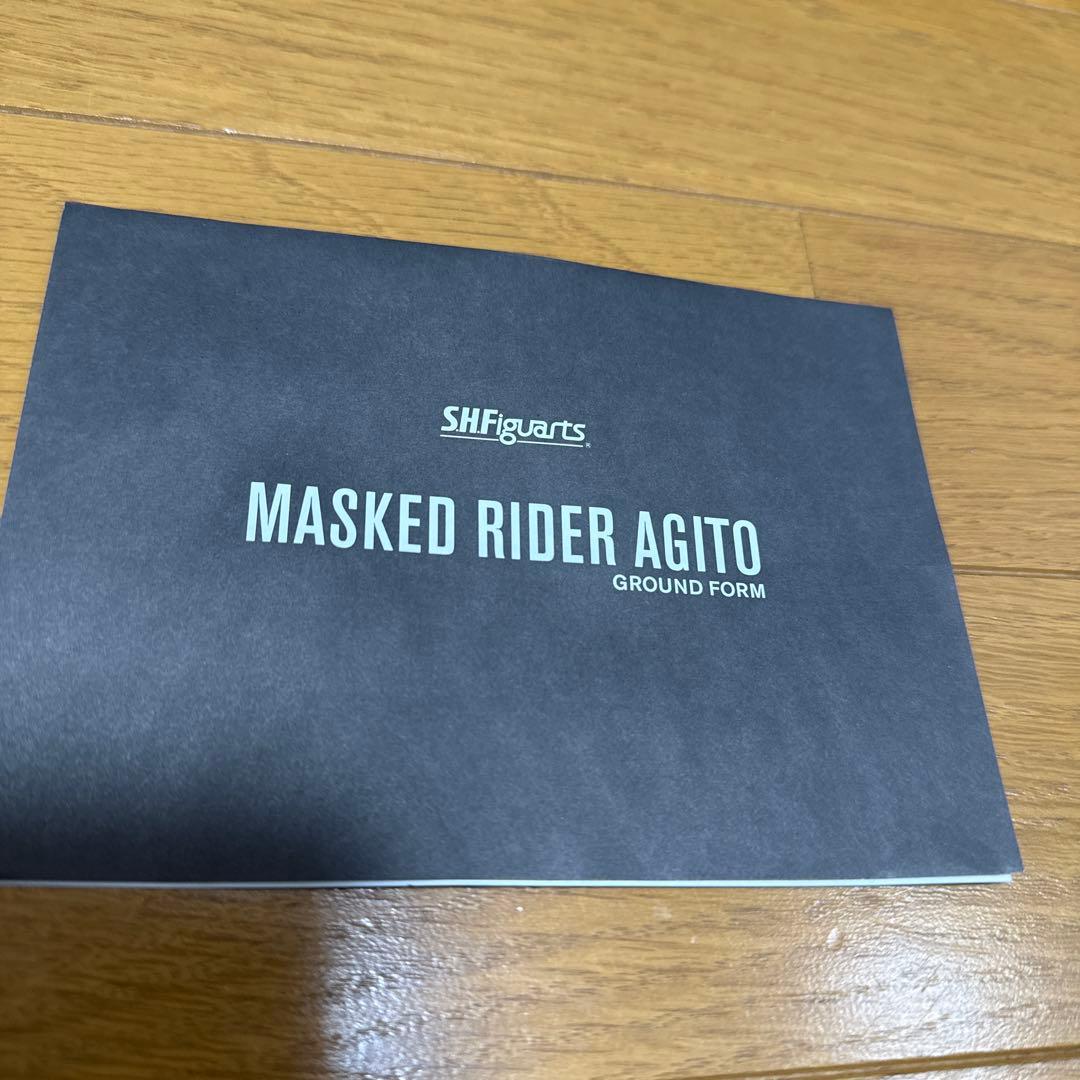 S.H.Figuarts
®
MASKED RIDER AGITO
GROUND FORM